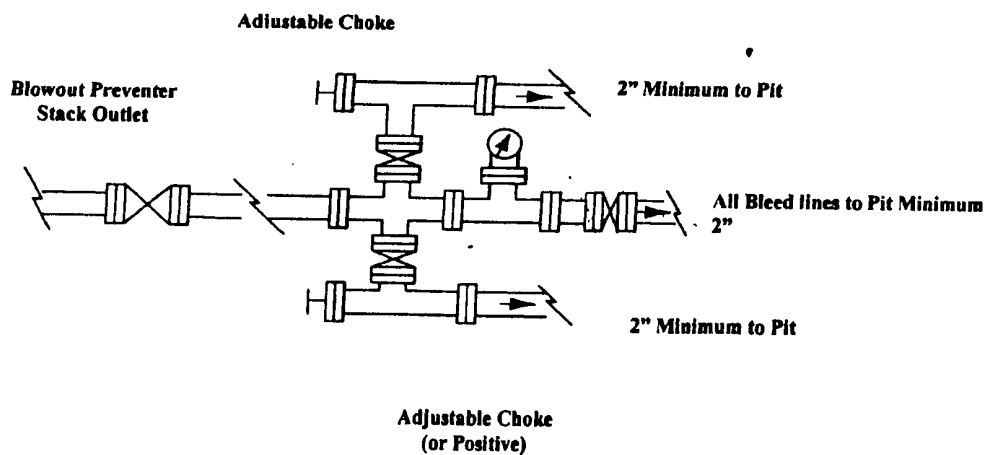 Adjustable Choke
Blowout Preventer
Stack Outlet
2" Minimum to Pit
All Bleed lines to Pit Minimum
2"
2" Minimum to Pit
Adjustable Choke
(or Positive)